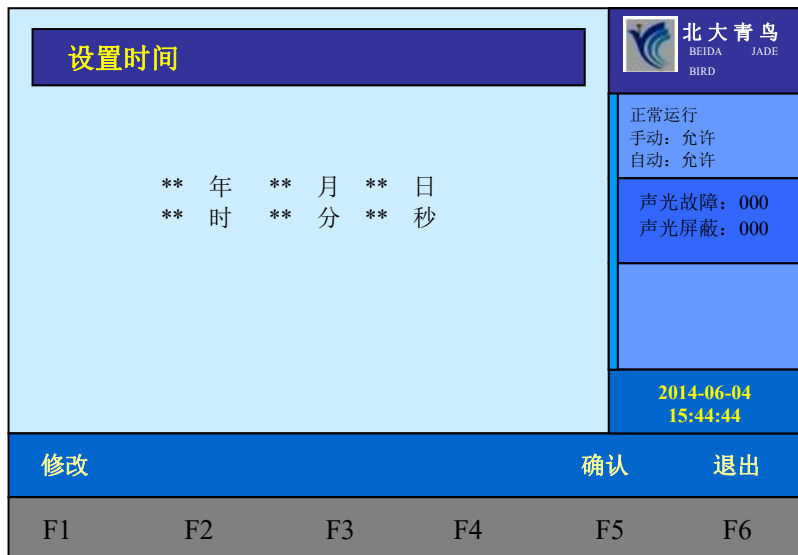 设置时间
** 年 ** 月 ** 日
** 时 ** 分 ** 秒
北大青鸟
BEIDA JADE
BIRD
正常运行
手动：允许
自动：允许
声光故障：000
声光屏蔽：000
2014-06-04
15:44:44
修改 确认 退出
F1 F2 F3 F4 F5 F6